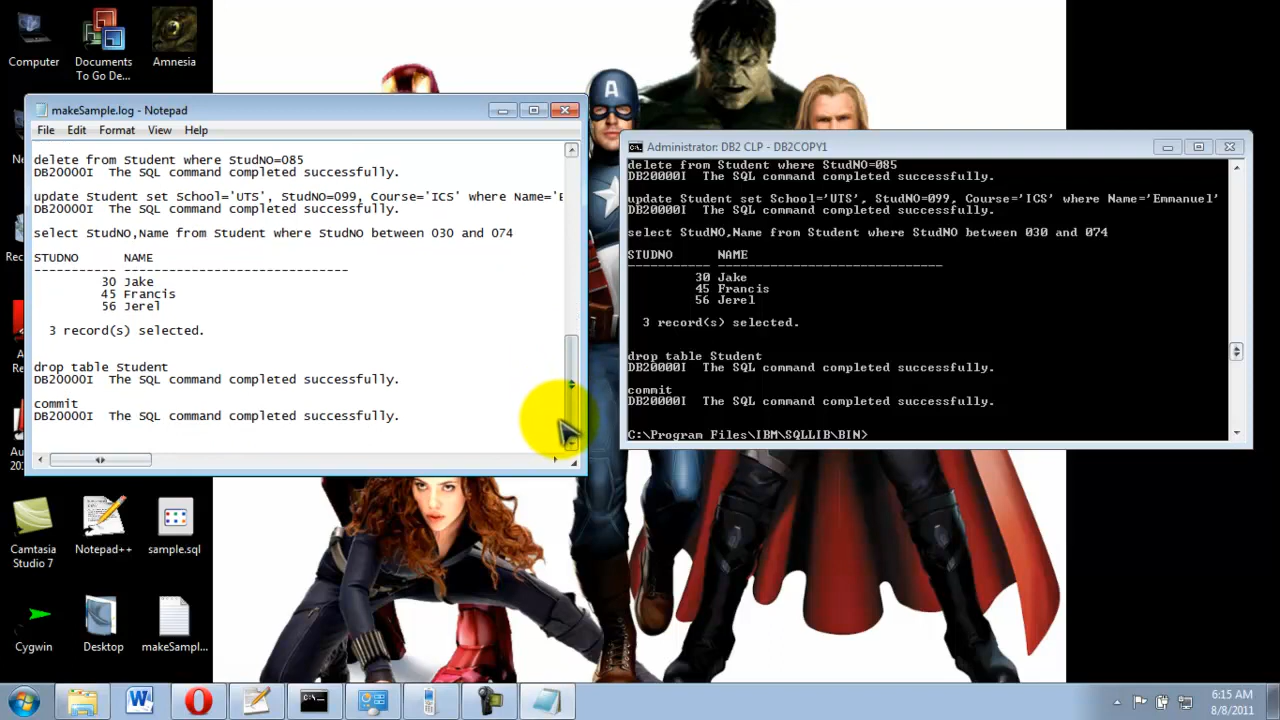 Computer
Documents
To Go De...
Amnesia
makeSample.log - Notepad
File Edit Format View Help
delete from Student where StudNO=085
DB20000I The SQL command completed successfully.
update Student set School='UTS', StudNO=099, Course='ICS' where Name='E
DB20000I The SQL command completed successfully.
select StudNO,Name from Student where StudNO between 030 and 074
STUDNO NAME
----------- ------------------------------
30 Jake
45 Francis
56 Jerel
3 record(s) selected.
drop table Student
DB20000I The SQL command completed successfully.
commit
DB20000I The SQL command completed successfully.
Administrator: DB2 CLP - DB2COPY1
delete from Student where StudNO=085
DB20000I The SQL command completed successfully.
update Student set School='UTS', StudNO=099, Course='ICS' where Name='Emmanuel'
DB20000I The SQL command completed successfully.
select StudNO,Name from Student where StudNO between 030 and 074
STUDNO NAME
----------- ------------------------------
30 Jake
45 Francis
56 Jerel
3 record(s) selected.
drop table Student
DB20000I The SQL command completed successfully.
commit
DB20000I The SQL command completed successfully.
C:\Program Files\IBM\SQLLIB\BIN>
A
Camtasia
Studio 7
Notepad++
sample.sql
Cygwin
Desktop
makeSampl...
6:15 AM
8/8/2011